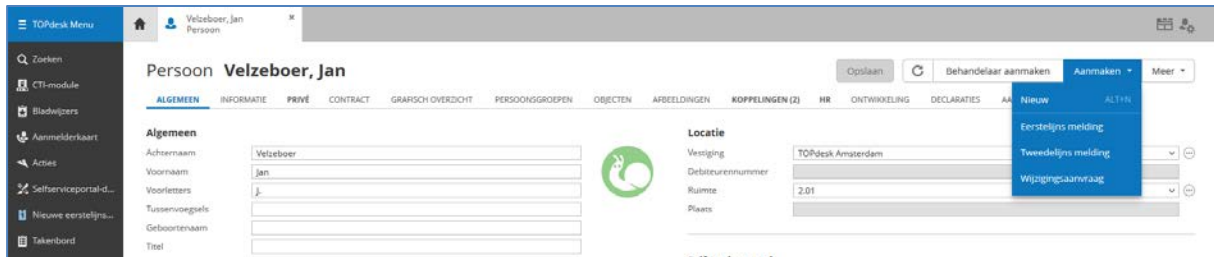 TOPdesk Menu
Velzeboer, Jan
Persoon
Zoeken
CTI-module
Bladwijzers
Aanmelderkaart
Acties
Selfserviceportal-d...
Nieuwe eerstelijns...
Takenbord
Persoon Velzeboer, Jan
Opslaan Behandelaar aanmaken Aanmaken Meer
ALGEMEEN INFORMATIE PRIVÉ CONTRACT GRAFISCH OVERZICHT PERSOONSGROEPEN OBJECTEN AFBEELDINGEN KOPPELINGEN (2) HR ONTWIKKELING DECLARATIES
Nieuw ALT+N
Eerstelijns melding
Tweedelijns melding
Wijzigingsaanvraag
Algemeen
Achternaam Velzeboer
Voornaam Jan
Voorletters J.
Tussenvoegsels
Geboortenaam
Titel
Locatie
Vestiging TOPdesk Amsterdam
Debiteurennummer
Ruimte 2.01
Plaats